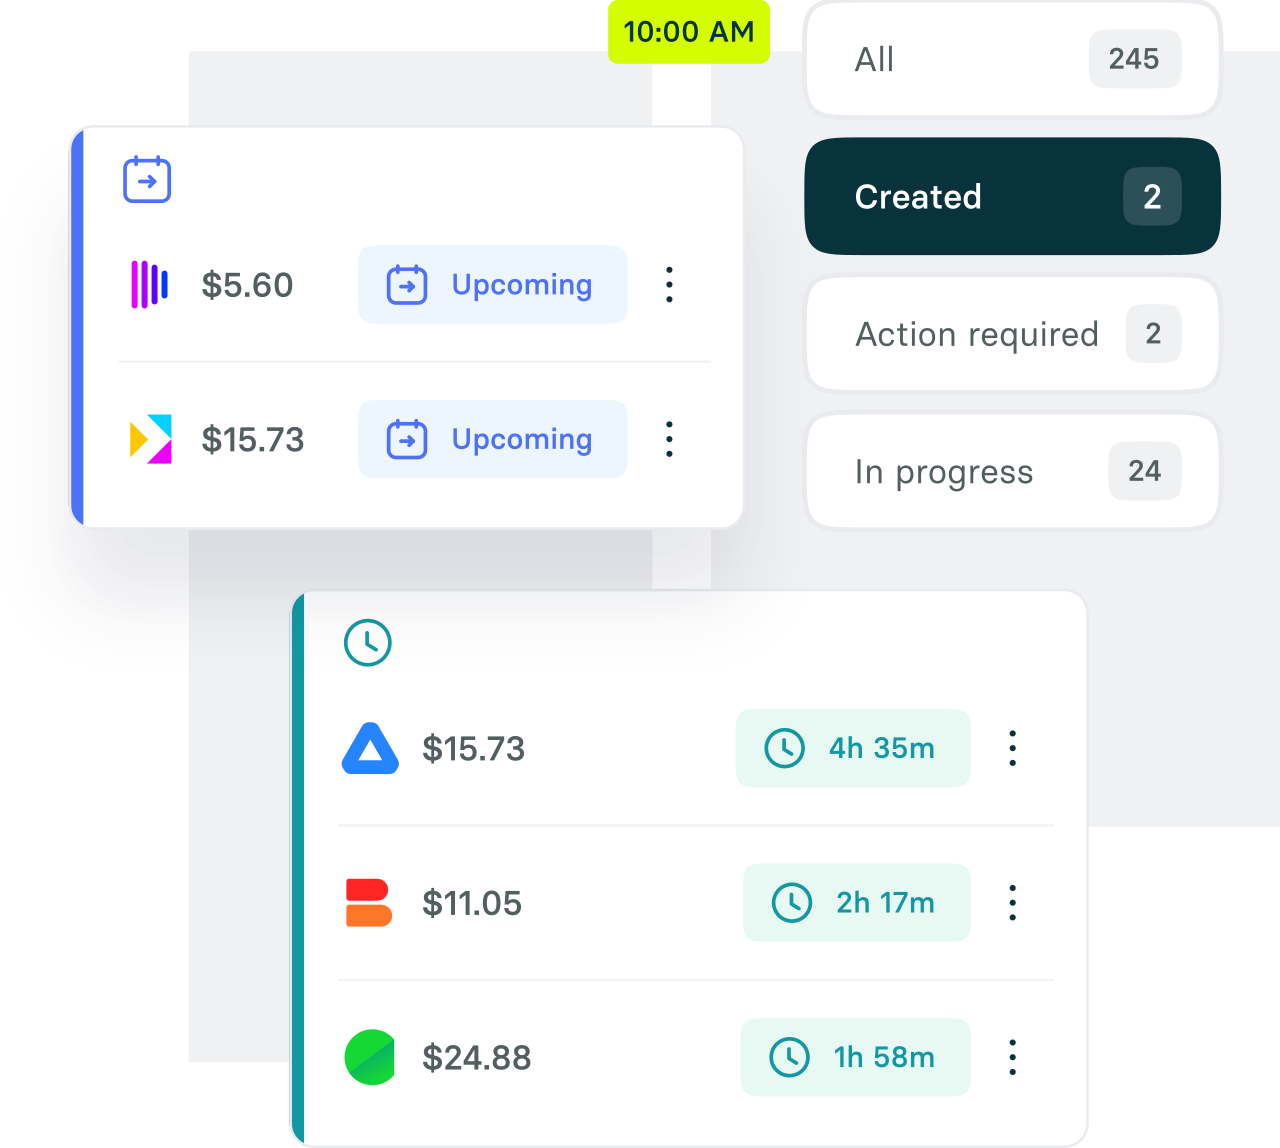 10:00 AM
All 245
Created 2
Action required 2
In progress 24
$5.60 Upcoming
$15.73 Upcoming
$15.73 4h 35m
$11.05 2h 17m
$24.88 1h 58m